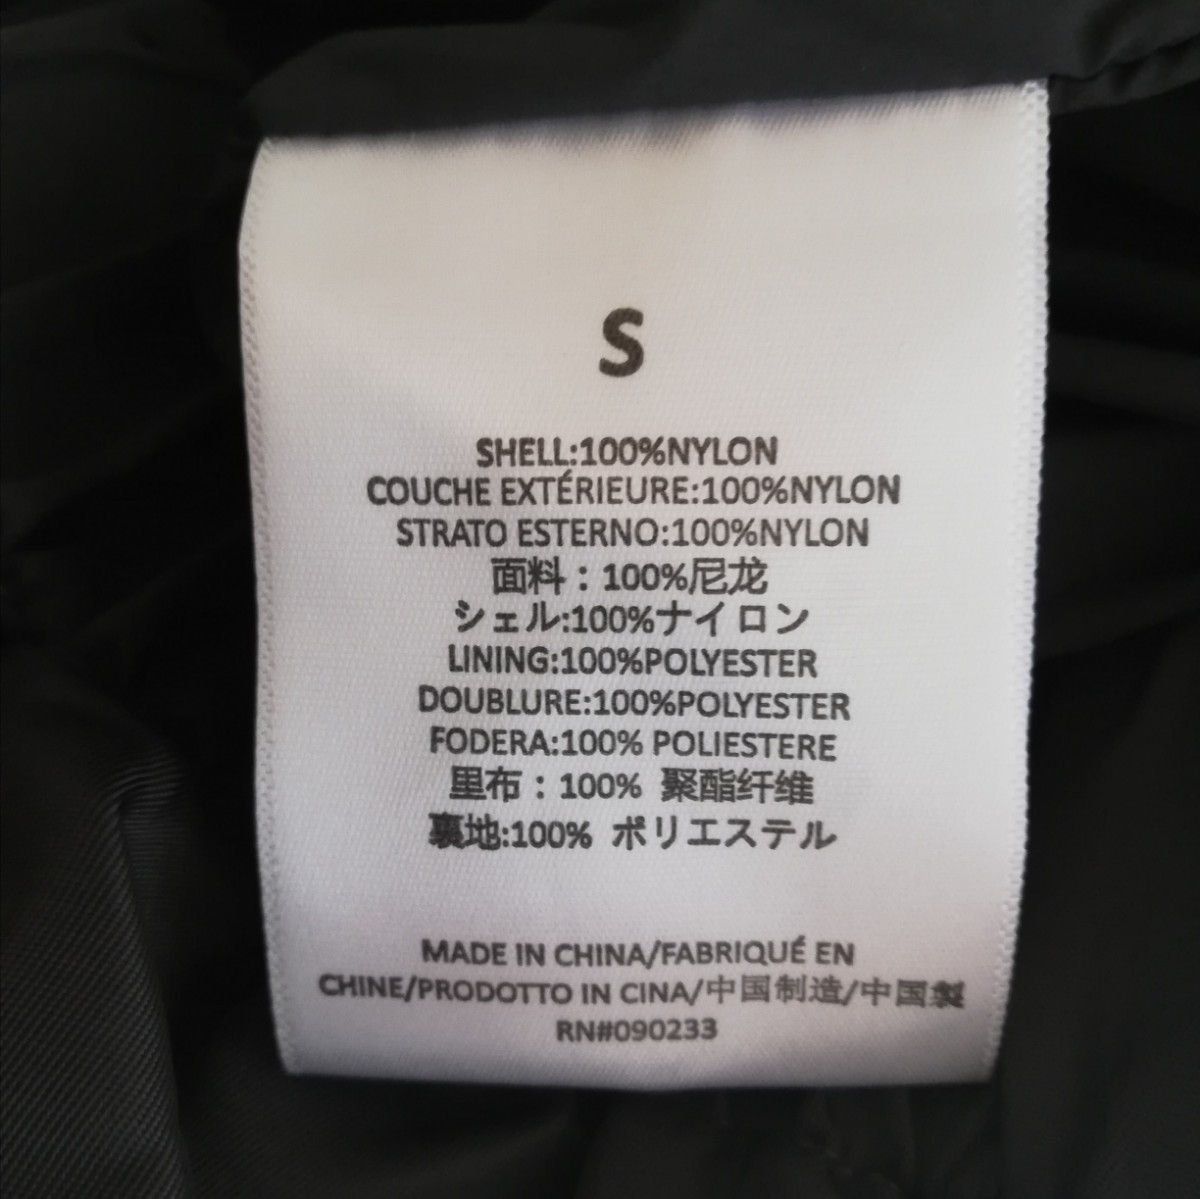 S
SHELL:100%NYLON
COUCHE EXTÉRIEURE:100%NYLON
STRATO ESTERNO:100%NYLON
面料：100%尼龙
シェル:100%ナイロン
LINING:100%POLYESTER
DOUBLURE:100%POLYESTER
FODERA:100% POLIESTERE
里布：100% 聚酯纤维
裏地:100% ポリエステル
MADE IN CHINA/FABRIQUÉ EN
CHINE/PRODOTTO IN CINA/中国制造/中国製
RN#090233